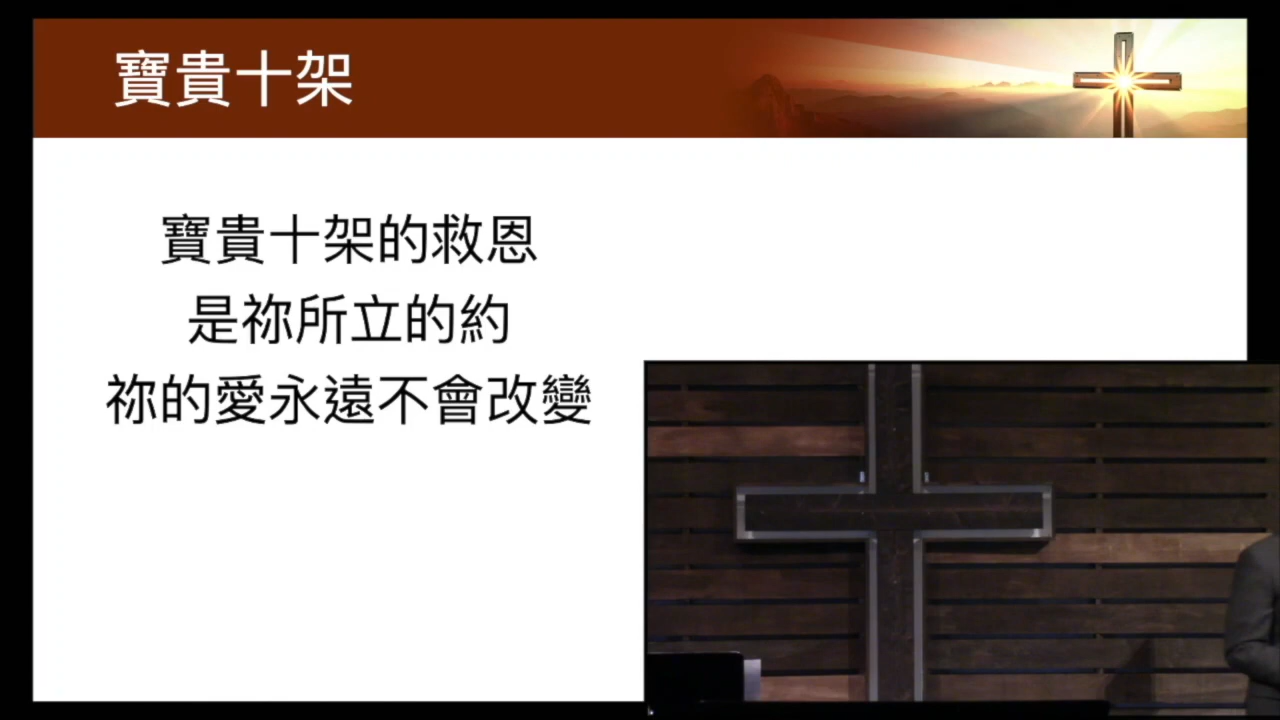 寶貴十架
寶貴十架的救恩
是祢所立的約
祢的愛永遠不會改變